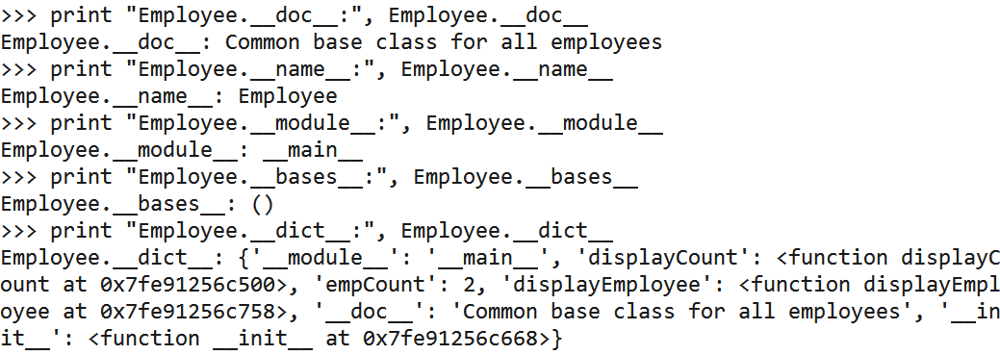 >>> print "Employee.__doc__:", Employee.__doc__
Employee.__doc__: Common base class for all employees
>>> print "Employee.__name__:", Employee.__name__
Employee.__name__: Employee
>>> print "Employee.__module__:", Employee.__module__
Employee.__module__: __main__
>>> print "Employee.__bases__:", Employee.__bases__
Employee.__bases__: ()
>>> print "Employee.__dict__:", Employee.__dict__
Employee.__dict__: {'__module__': '__main__', 'displayCount': <function displayC
ount at 0x7fe91256c500>, 'empCount': 2, 'displayEmployee': <function displayEmpl
oyee at 0x7fe91256c758>, '__doc__': 'Common base class for all employees', '__in
it__': <function __init__ at 0x7fe91256c668>}